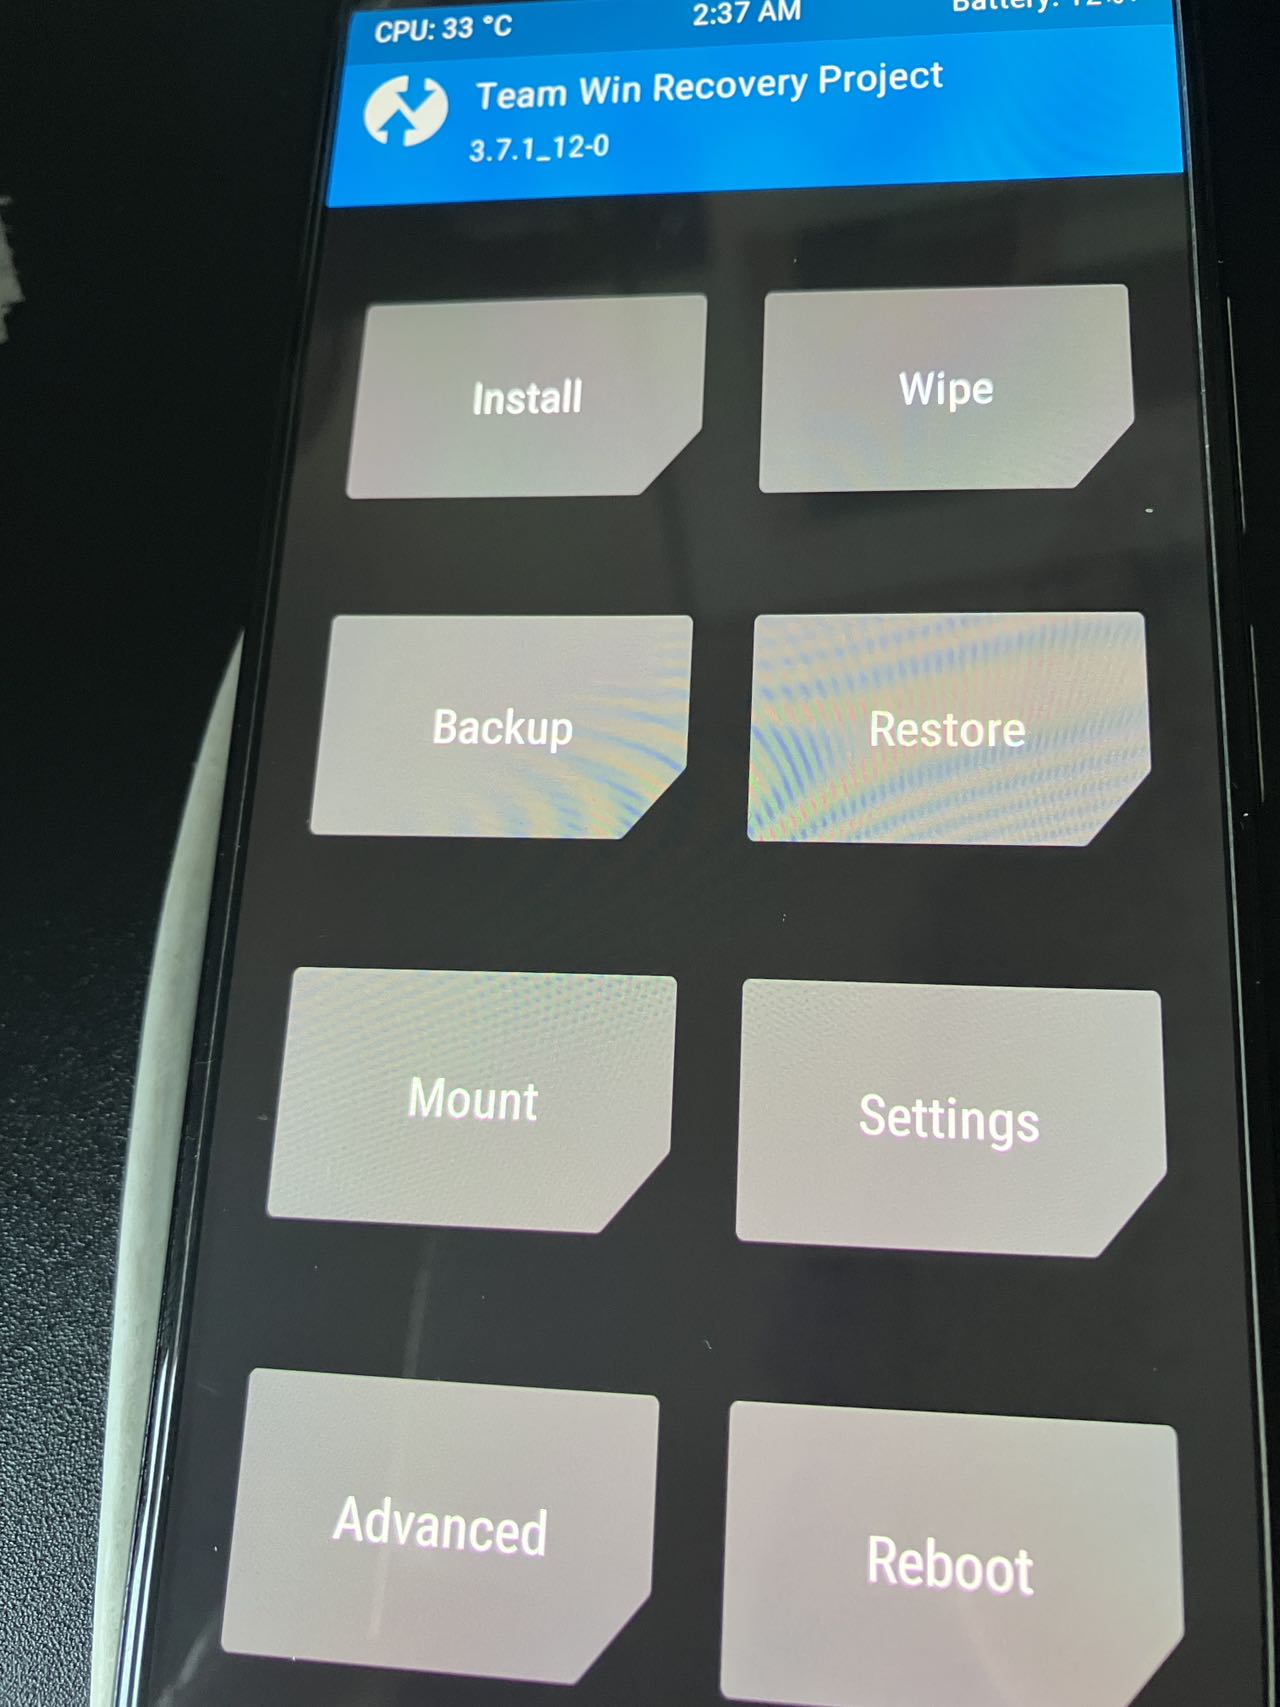 CPU: 33 °C 2:37 AM Battery:
Team Win Recovery Project
3.7.1_12-0
Install Wipe
Backup Restore
Mount Settings
Advanced Reboot